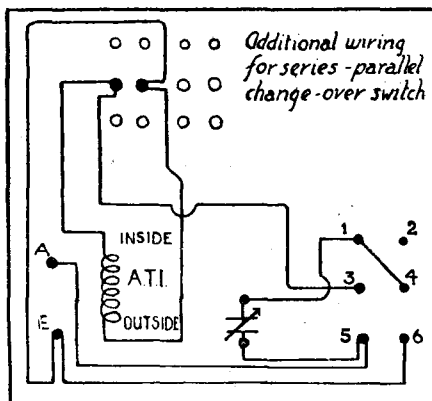 Additional wiring
for series-parallel
change-over switch
1
2
INSIDE
A
A.T.I.
3
4
OUTSIDE
E
5
6